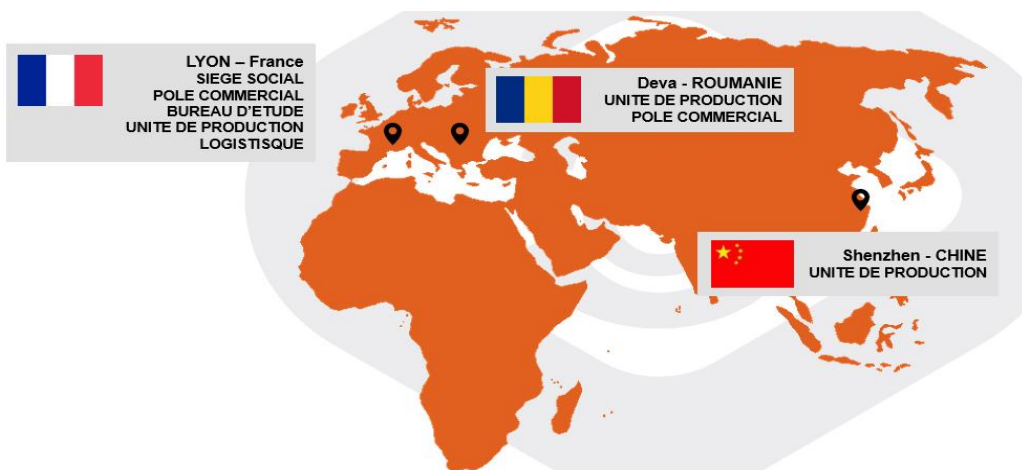 LYON – France
SIEGE SOCIAL
POLE COMMERCIAL
BUREAU D'ETUDE
UNITE DE PRODUCTION
LOGISTISQUE
Deva - ROUMANIE
UNITE DE PRODUCTION
POLE COMMERCIAL
Shenzhen - CHINE
UNITE DE PRODUCTION